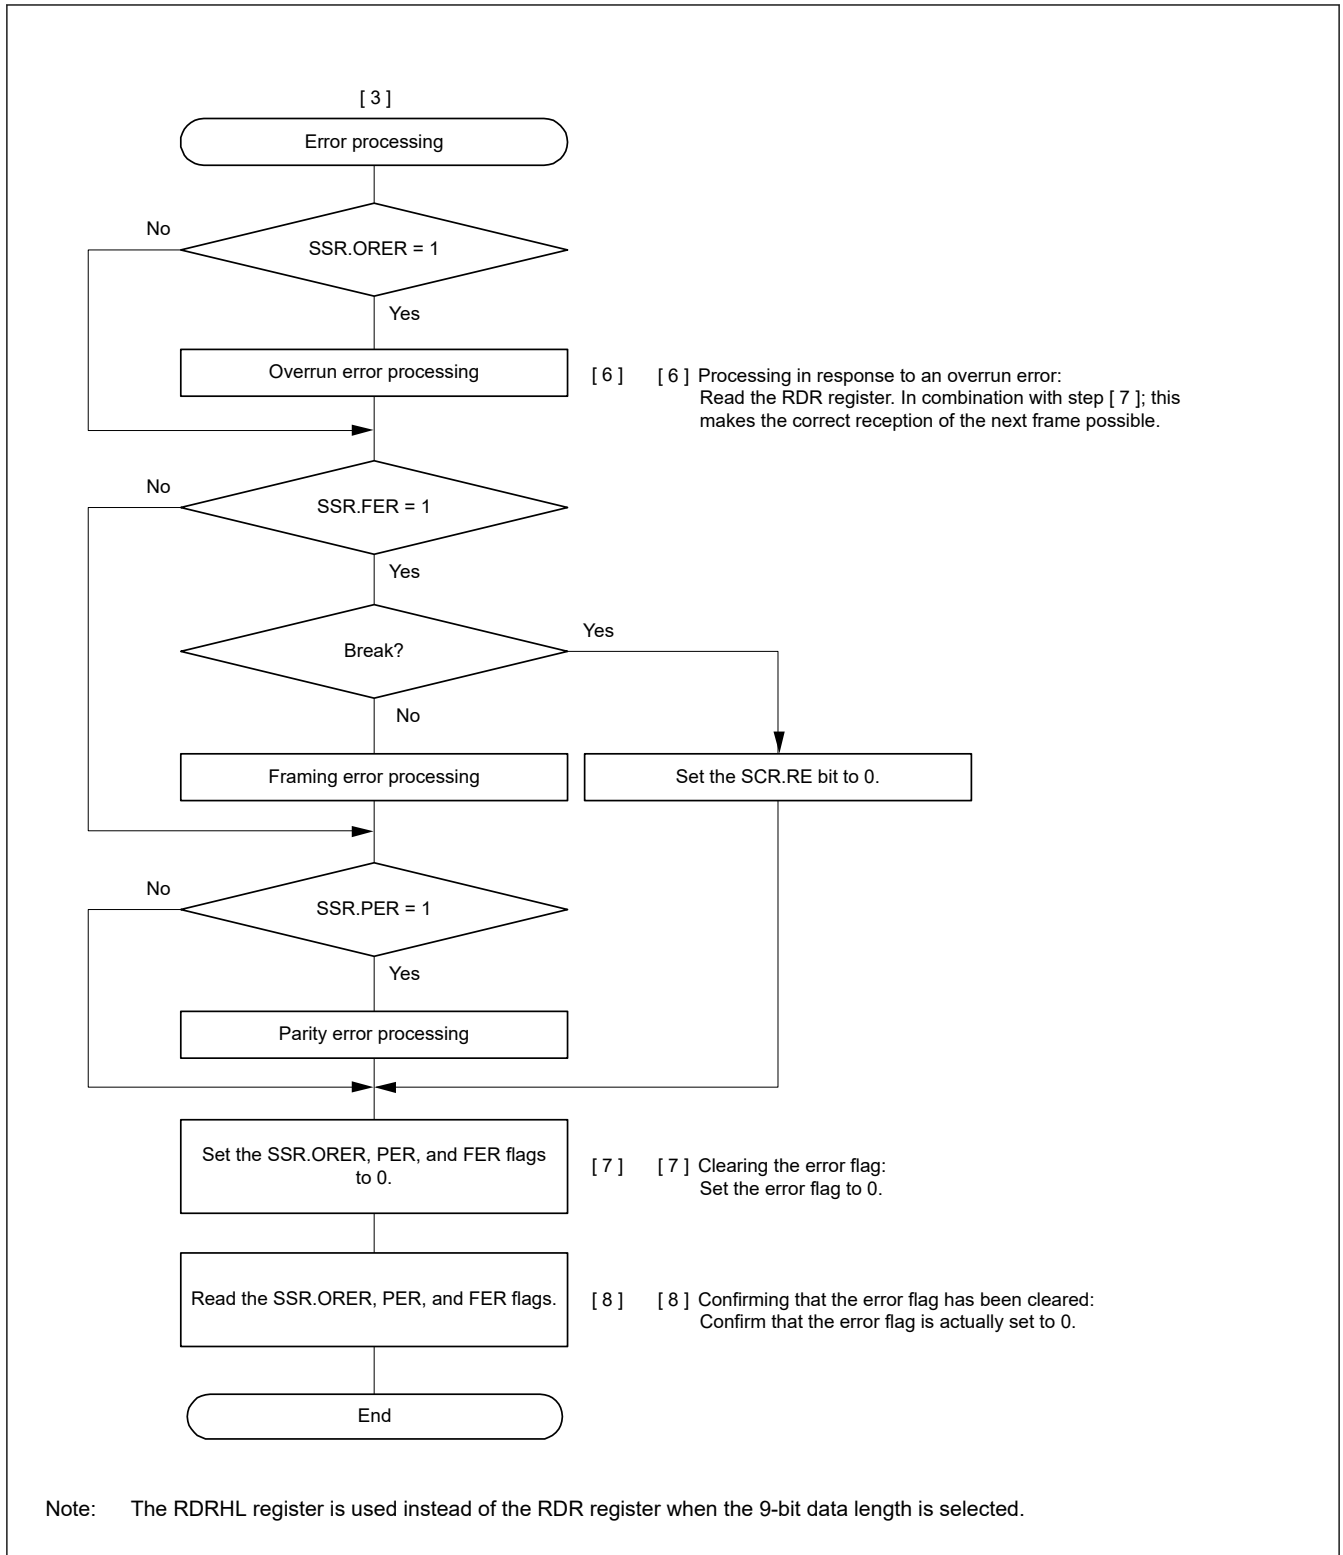 [ 3 ]
Error processing
No
SSR.ORER = 1
Yes
Overrun error processing
[ 6 ]
[ 6 ] Processing in response to an overrun error:
Read the RDR register. In combination with step [ 7 ]; this
makes the correct reception of the next frame possible.
No
SSR.FER = 1
Yes
Break?
Yes
No
Framing error processing
Set the SCR.RE bit to 0.
No
SSR.PER = 1
Yes
Parity error processing
Set the SSR.ORER, PER, and FER flags
to 0.
[ 7 ]
[ 7 ] Clearing the error flag:
Set the error flag to 0.
Read the SSR.ORER, PER, and FER flags.
[ 8 ]
[ 8 ] Confirming that the error flag has been cleared:
Confirm that the error flag is actually set to 0.
End
Note: The RDRHL register is used instead of the RDR register when the 9-bit data length is selected.